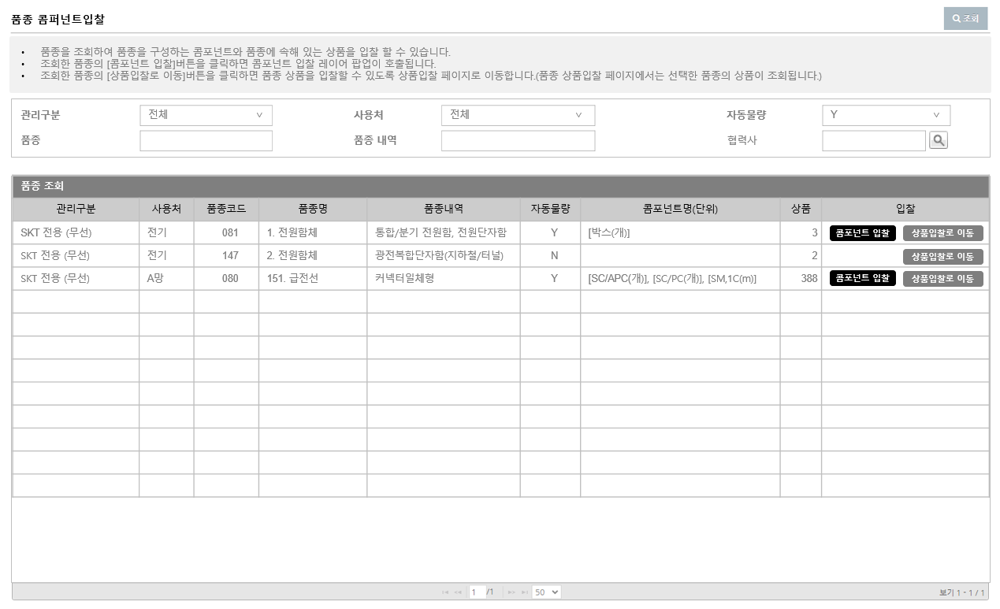 품종 콤퍼넌트입찰
조회
• 품종을 조회하여 품종을 구성하는 콤포넌트와 품종에 속해 있는 상품을 입찰 할 수 있습니다.
• 조회한 품종의 [콤포넌트 입찰]버튼을 클릭하면 콤포넌트 입찰 레이어 팝업이 호출됩니다.
• 조회한 품종의 [상품입찰로 이동]버튼을 클릭하면 품종 상품을 입찰할 수 있도록 상품입찰 페이지로 이동합니다.(품종 상품입찰 페이지에서는 선택한 품종의 상품이 조회됩니다.)
관리구분 전체 사용처 전체 자동물량 Y
품종 품종 내역 협력사
품종 조회
관리구분 사용처 품종코드 품종명 품종내역 자동물량 콤포넌트명(단위) 상품 입찰
SKT 전용 (무선) 전기 081 1. 전원함체 통합/분기 전원함, 전원단자함 Y [박스(개)] 3 콤포넌트 입찰 상품입찰로 이동
SKT 전용 (무선) 전기 147 2. 전원함체 광전복합단자함(지하철/터널) N 2 상품입찰로 이동
SKT 전용 (무선) A망 080 151. 급전선 커넥터일체형 Y [SC/APC(개)], [SC/PC(개)], [SM,1C(m)] 388 콤포넌트 입찰 상품입찰로 이동
1 /1 50 보기 1 - 1 / 1